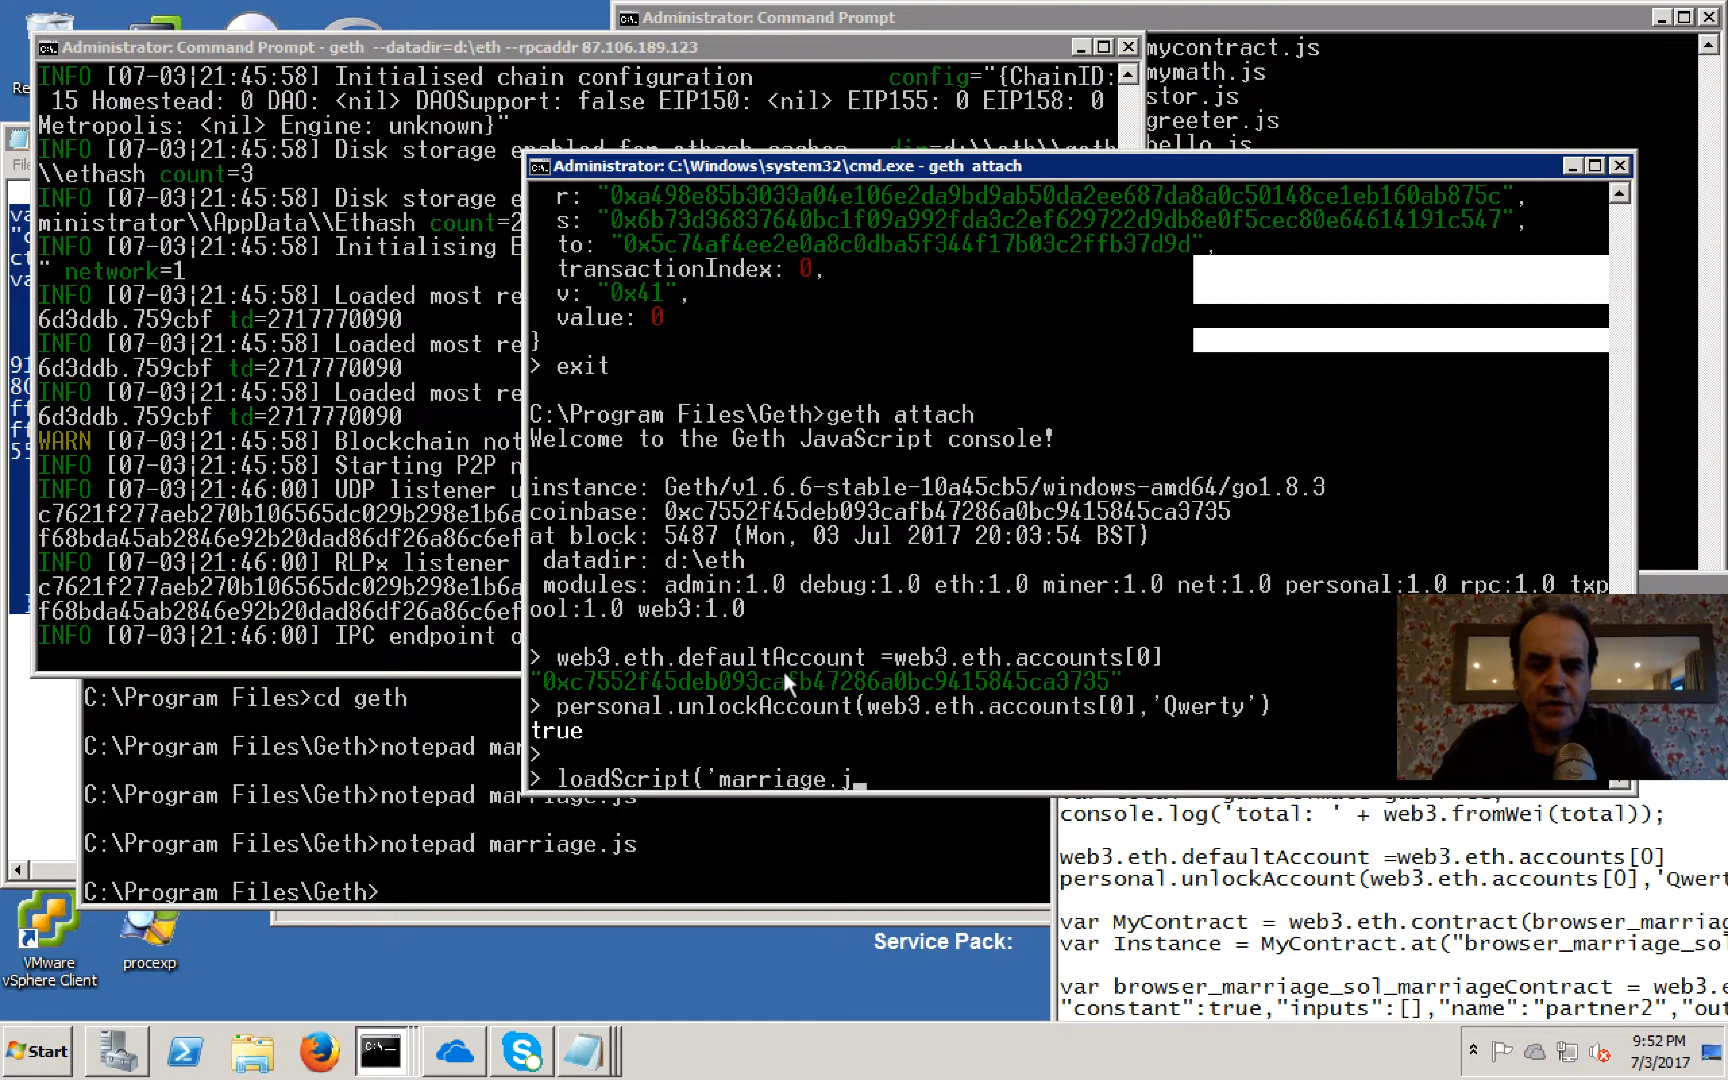 Administrator: Command Prompt
mycontract.js
mymath.js
stor.js
greeter.js
hello.js
Administrator: Command Prompt - geth  --datadir=d:\eth --rpcaddr 87.106.189.123
INFO [07-03|21:45:58] Initialised chain configuration          config="{ChainID:
 15 Homestead: 0 DAO: <nil> DAOSupport: false EIP150: <nil> EIP155: 0 EIP158: 0
Metropolis: <nil> Engine: unknown}"
INFO [07-03|21:45:58] Disk storage enabled for ethash caches   dir=d:\\eth\\geth
\\ethash count=3
INFO [07-03|21:45:58] Disk storage e
ministrator\\AppData\\Ethash count=2
INFO [07-03|21:45:58] Initialising E
" network=1
INFO [07-03|21:45:58] Loaded most re
6d3ddb.759cbf td=2717770090
INFO [07-03|21:45:58] Loaded most re
6d3ddb.759cbf td=2717770090
INFO [07-03|21:45:58] Loaded most re
6d3ddb.759cbf td=2717770090
WARN [07-03|21:45:58] Blockchain not
INFO [07-03|21:45:58] Starting P2P n
INFO [07-03|21:46:00] UDP listener u
c7621f277aeb270b106565dc029b298e1b6a
f68bda45ab2846e92b20dad86df26a86c6ef
INFO [07-03|21:46:00] RLPx listener
c7621f277aeb270b106565dc029b298e1b6a
f68bda45ab2846e92b20dad86df26a86c6ef
INFO [07-03|21:46:00] IPC endpoint o
Administrator: C:\Windows\system32\cmd.exe - geth  attach
r: "0xa498e85b3033a04e106e2da9bd9ab50da2ee687da8a0c50148ce1eb160ab875c",
s: "0x6b73d36837640bc1f09a992fda3c2ef629722d9db8e0f5cec80e64614191c547",
to: "0x5c74af4ee2e0a8c0dba5f344f17b03c2ffb37d9d",
transactionIndex: 0,
v: "0x41",
value: 0
}
> exit
C:\Program Files\Geth>geth attach
Welcome to the Geth JavaScript console!
instance: Geth/v1.6.6-stable-10a45cb5/windows-amd64/go1.8.3
coinbase: 0xc7552f45deb093cafb47286a0bc9415845ca3735
at block: 5487 (Mon, 03 Jul 2017 20:03:54 BST)
 datadir: d:\eth
 modules: admin:1.0 debug:1.0 eth:1.0 miner:1.0 net:1.0 personal:1.0 rpc:1.0 txp
ool:1.0 web3:1.0
> web3.eth.defaultAccount =web3.eth.accounts[0]
"0xc7552f45deb093cafb47286a0bc9415845ca3735"
> personal.unlockAccount(web3.eth.accounts[0],'Qwerty')
true
>
> loadScript('marriage.j_
C:\Program Files>cd geth
C:\Program Files\Geth>notepad mar
C:\Program Files\Geth>notepad marriage.js
C:\Program Files\Geth>notepad marriage.js
C:\Program Files\Geth>
console.log('total: ' + web3.fromWei(total));
web3.eth.defaultAccount =web3.eth.accounts[0]
personal.unlockAccount(web3.eth.accounts[0],'Qwert
var MyContract = web3.eth.contract(browser_marriag
var Instance = MyContract.at("browser_marriage_sol
var browser_marriage_sol_marriageContract = web3.e
"constant":true,"inputs":[],"name":"partner2","out
Service Pack:
VMware
vSphere Client
procexp
Start
9:52 PM
7/3/2017